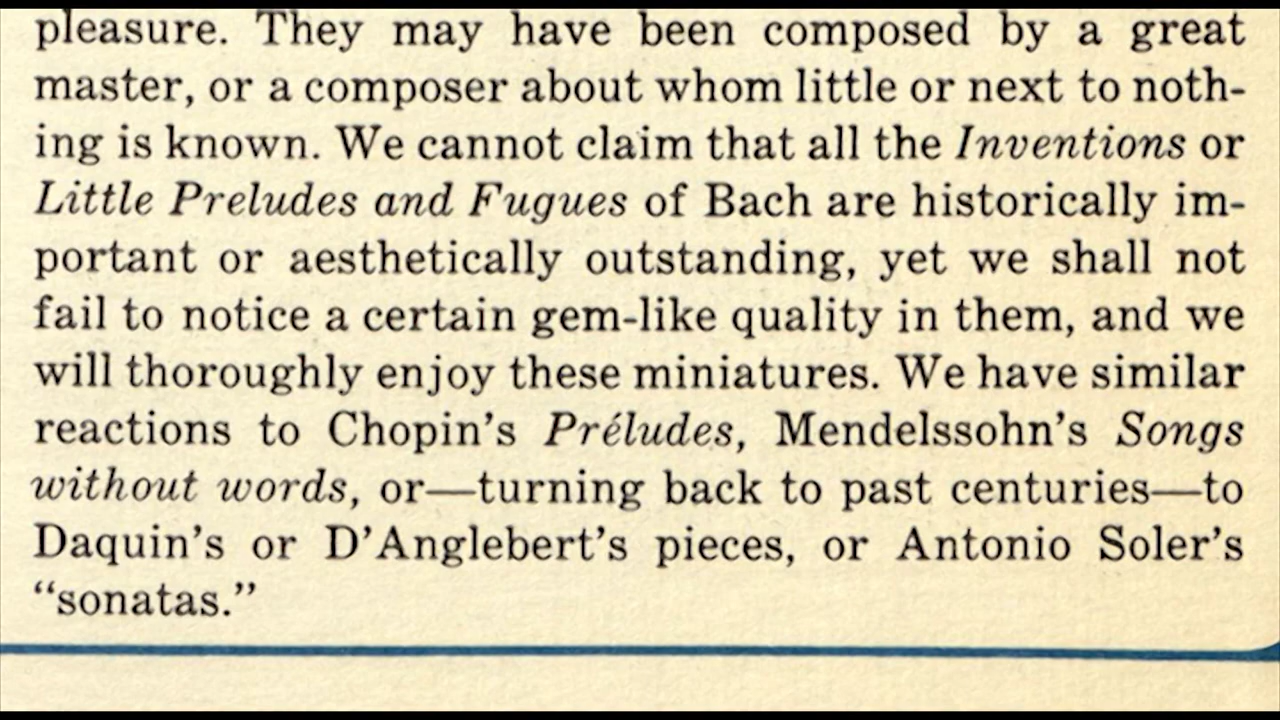 pleasure. They may have been composed by a great
master, or a composer about whom little or next to noth-
ing is known. We cannot claim that all the Inventions or
Little Preludes and Fugues of Bach are historically im-
portant or aesthetically outstanding, yet we shall not
fail to notice a certain gem-like quality in them, and we
will thoroughly enjoy these miniatures. We have similar
reactions to Chopin's Préludes, Mendelssohn's Songs
without words, or—turning back to past centuries—to
Daquin's or D'Anglebert's pieces, or Antonio Soler's
“sonatas.”